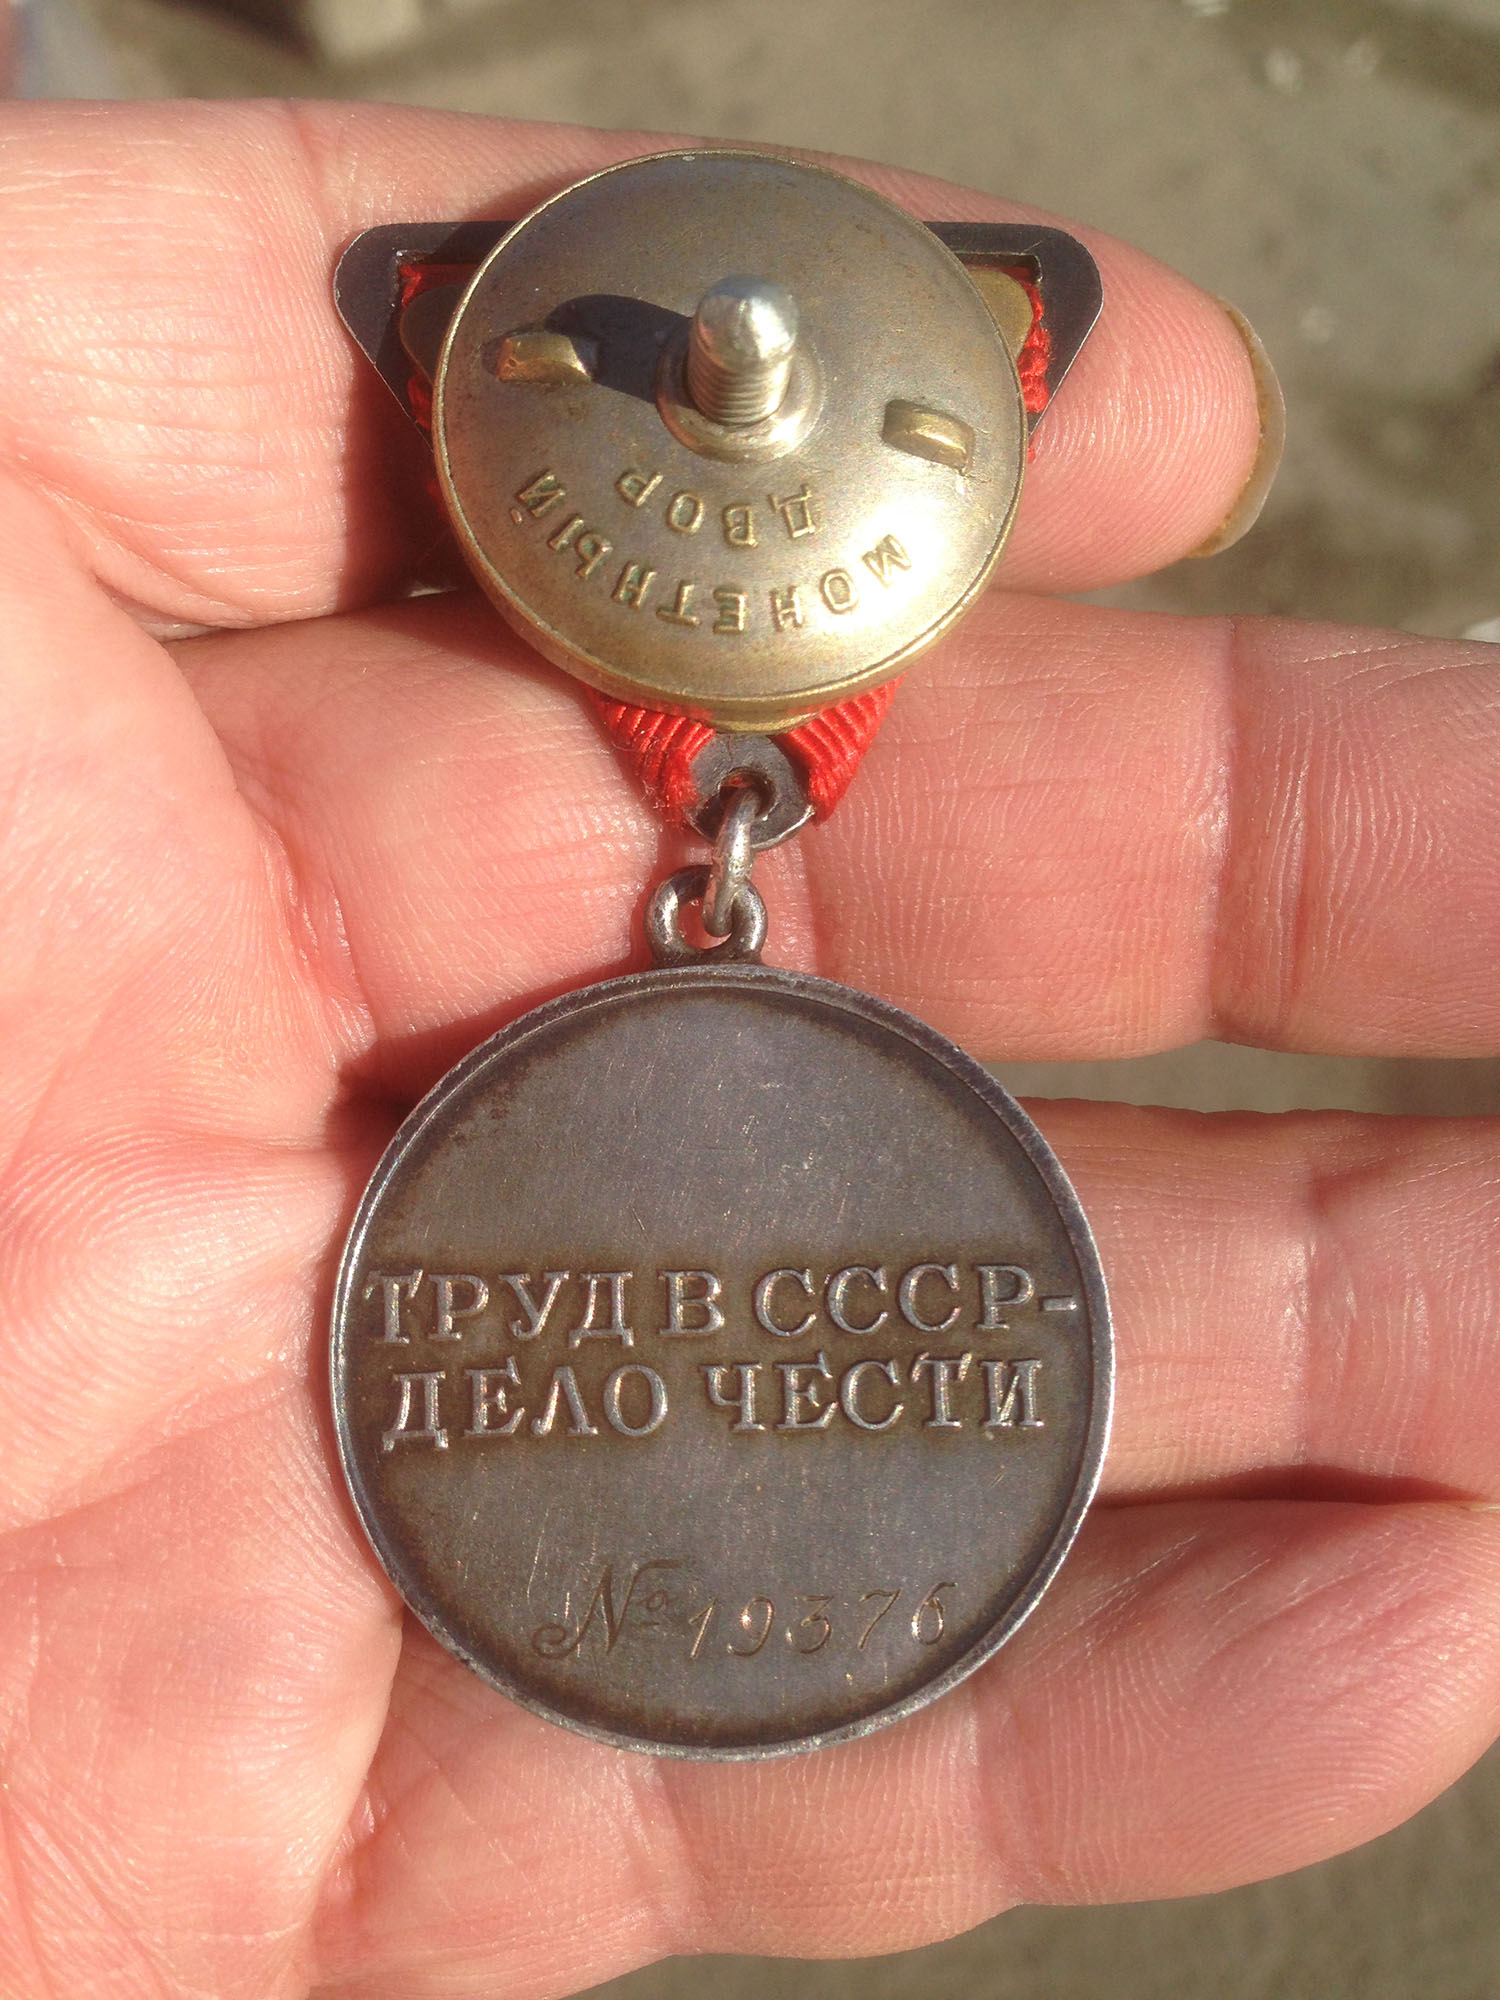 МОНЕТНЫЙ
ДВОР
ТРУД В СССР-
ДЕЛО ЧЕСТИ
№ 19376